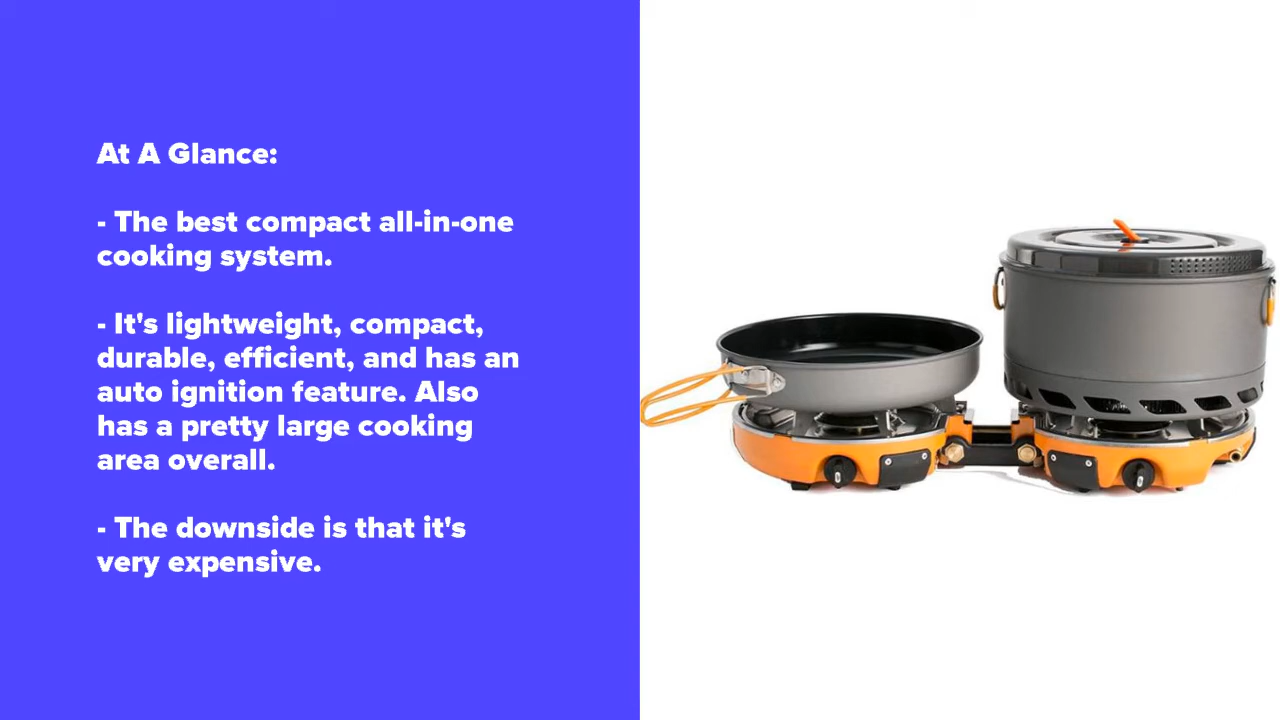 At A Glance:
- The best compact all-in-one
cooking system.
- It's lightweight, compact,
durable, efficient, and has an
auto ignition feature. Also
has a pretty large cooking
area overall.
- The downside is that it's
very expensive.